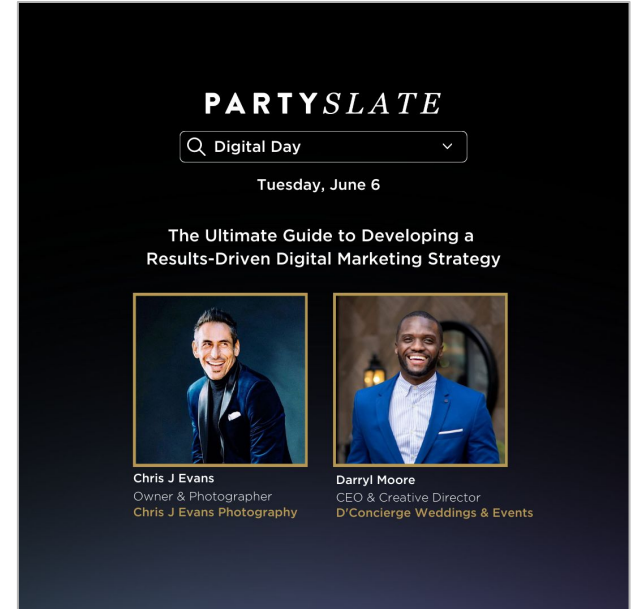 PARTYSLATE
Digital Day
Tuesday, June 6
The Ultimate Guide to Developing a
Results-Driven Digital Marketing Strategy
Chris J Evans
Owner & Photographer
Chris J Evans Photography
Darryl Moore
CEO & Creative Director
D'Concierge Weddings & Events